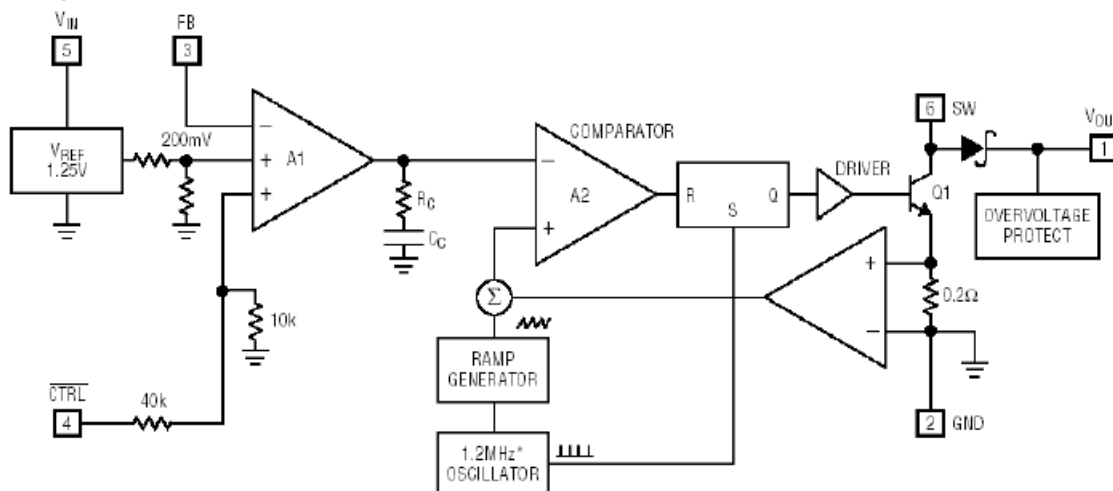 VIN
5
FB
3
VREF
1.25V
200mV
A1
RC
CC
COMPARATOR
A2
R
S
Q
DRIVER
Q1
6
SW
VOU
1
OVERVOLTAGE
PROTECT
0.2Ω
Σ
10k
RAMP
GENERATOR
CTRL
4
40k
1.2MHz*
OSCILLATOR
2
GND